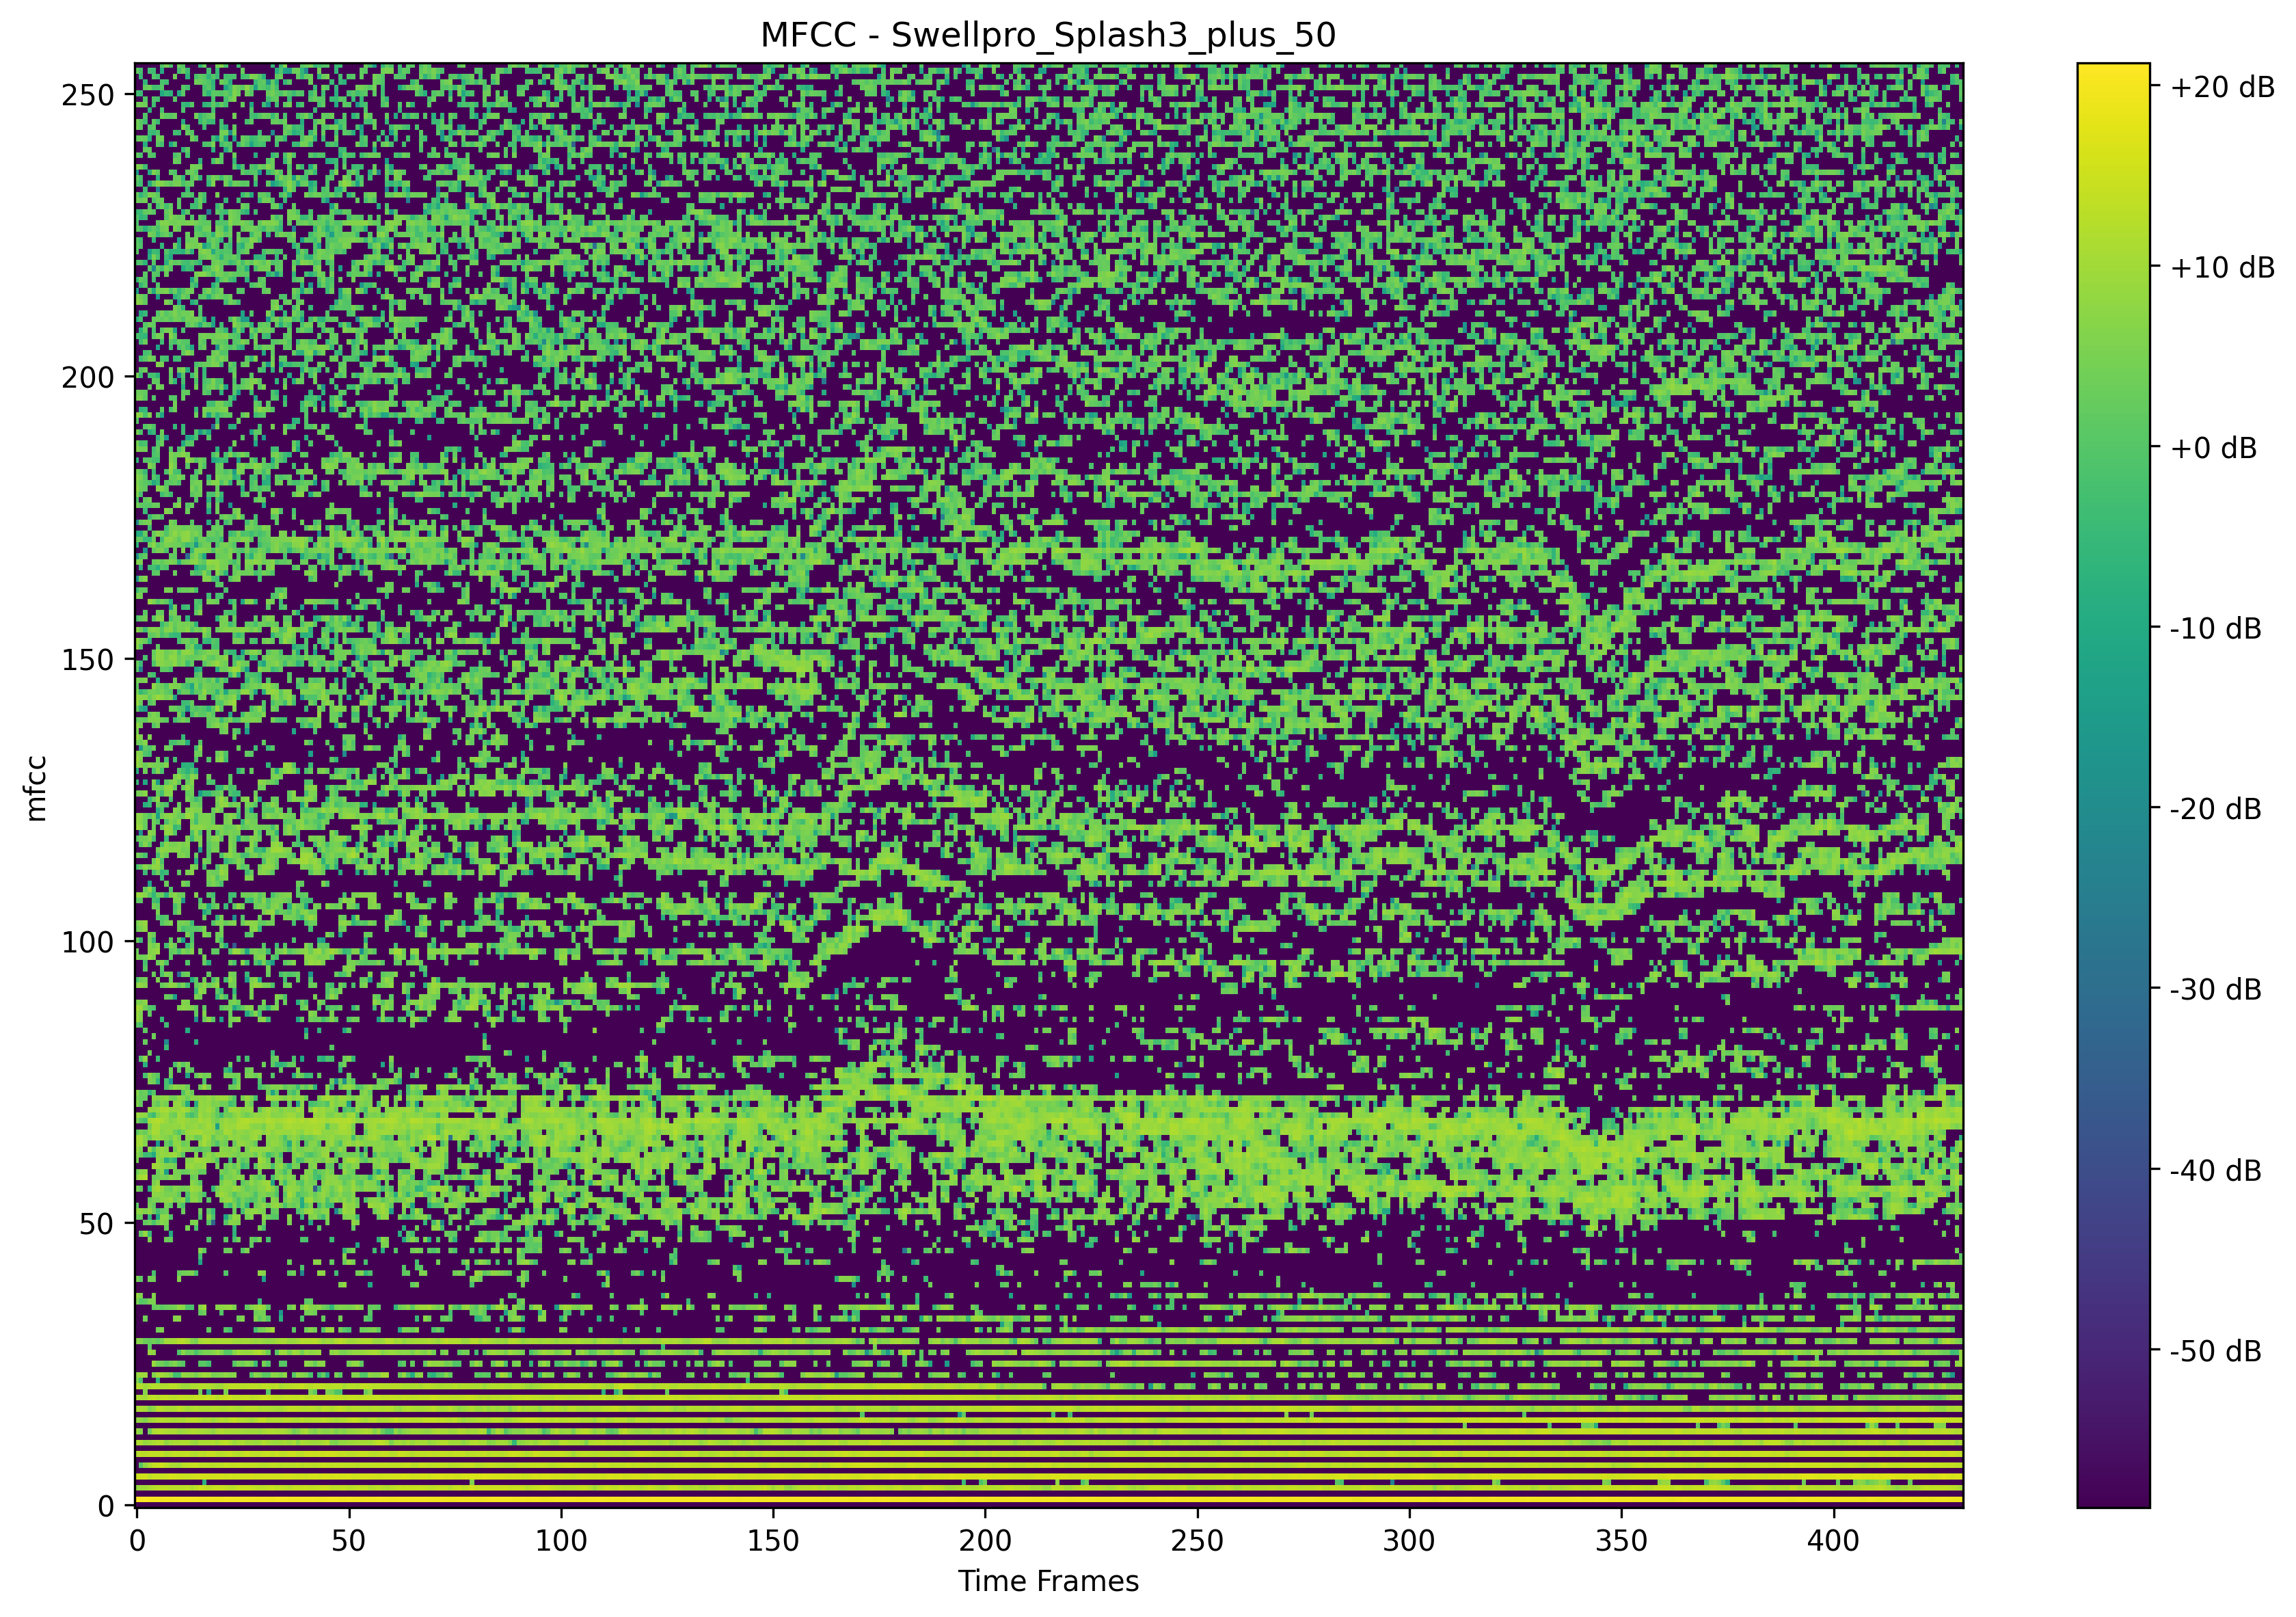 MFCC - Swellpro_Splash3_plus_50
250
200
150
100
50
0
mfcc
0 50 100 150 200 250 300 350 400
Time Frames
+20 dB
+10 dB
+0 dB
-10 dB
-20 dB
-30 dB
-40 dB
-50 dB